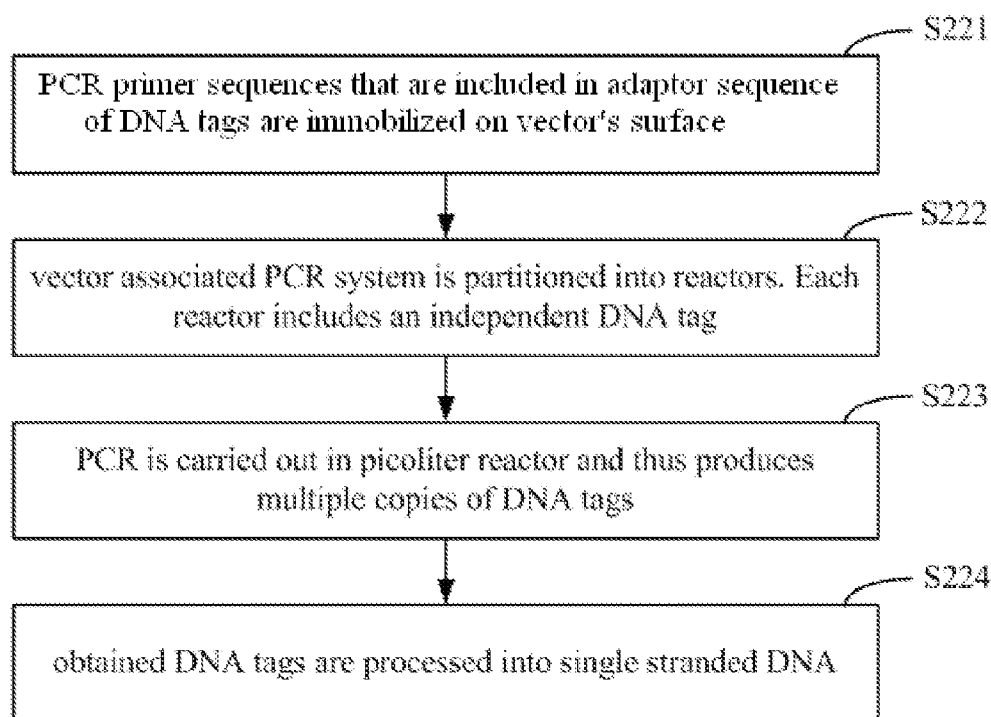 S221
PCR primer sequences that are included in adaptor sequence
of DNA tags are immobilized on vector's surface
S222
vector associated PCR system is partitioned into reactors. Each
reactor includes an independent DNA tag
S223
PCR is carried out in picoliter reactor and thus produces
multiple copies of DNA tags
S224
obtained DNA tags are processed into single stranded DNA